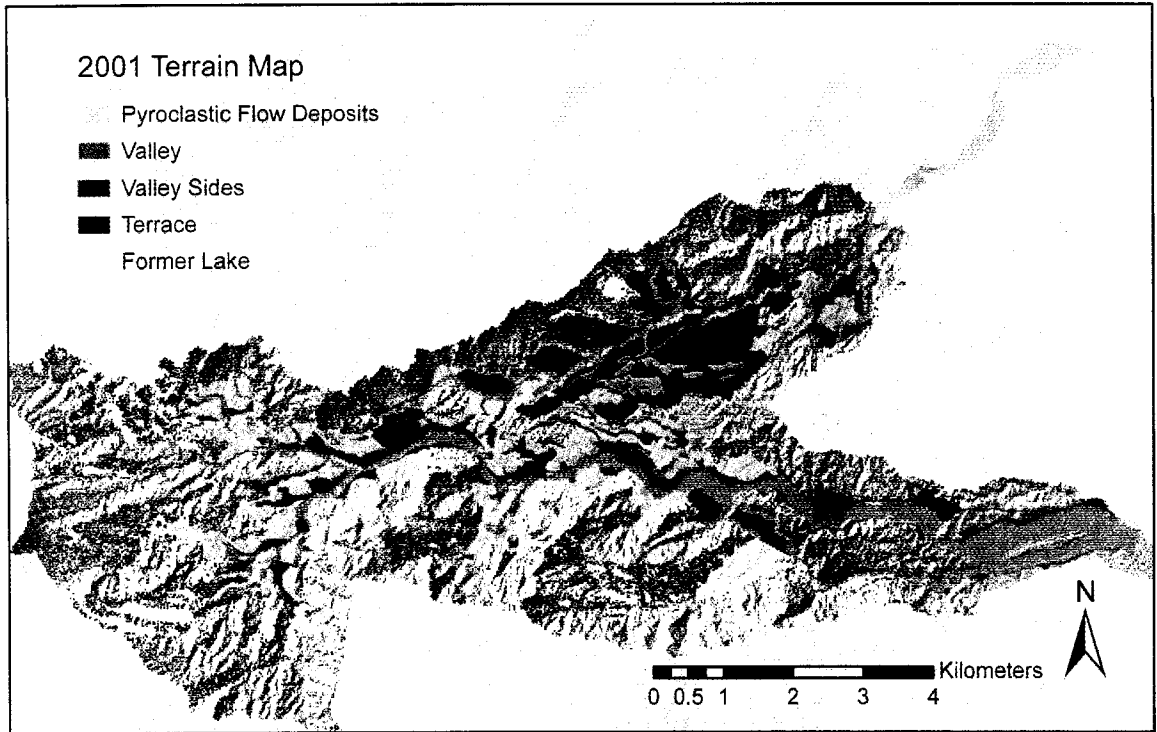 2001 Terrain Map
Pyroclastic Flow Deposits
Valley
Valley Sides
Terrace
Former Lake
N
Kilometers
0 0.5 1 2 3 4